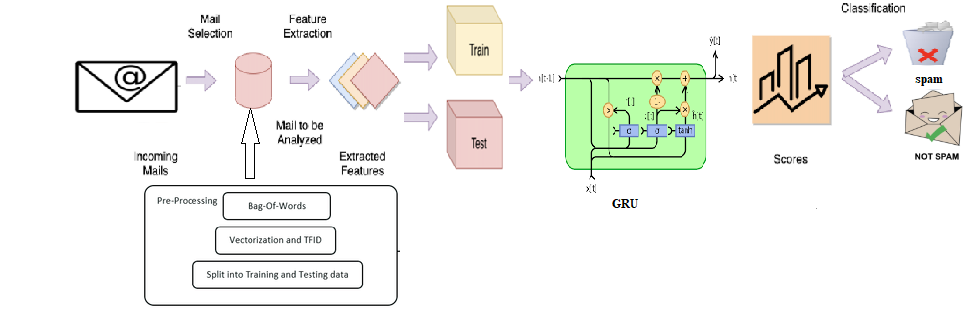 Mail
Selection
Feature
Extraction
Train
Test
Mail to be
Analyzed
Incoming
Mails
Extracted
Features
Pre-Processing
Bag-Of-Words
Vectorization and TFID
Split into Training and Testing data
y[t]
x[t]
tanh
σ
GRU
Scores
Classification
spam
NOT SPAM